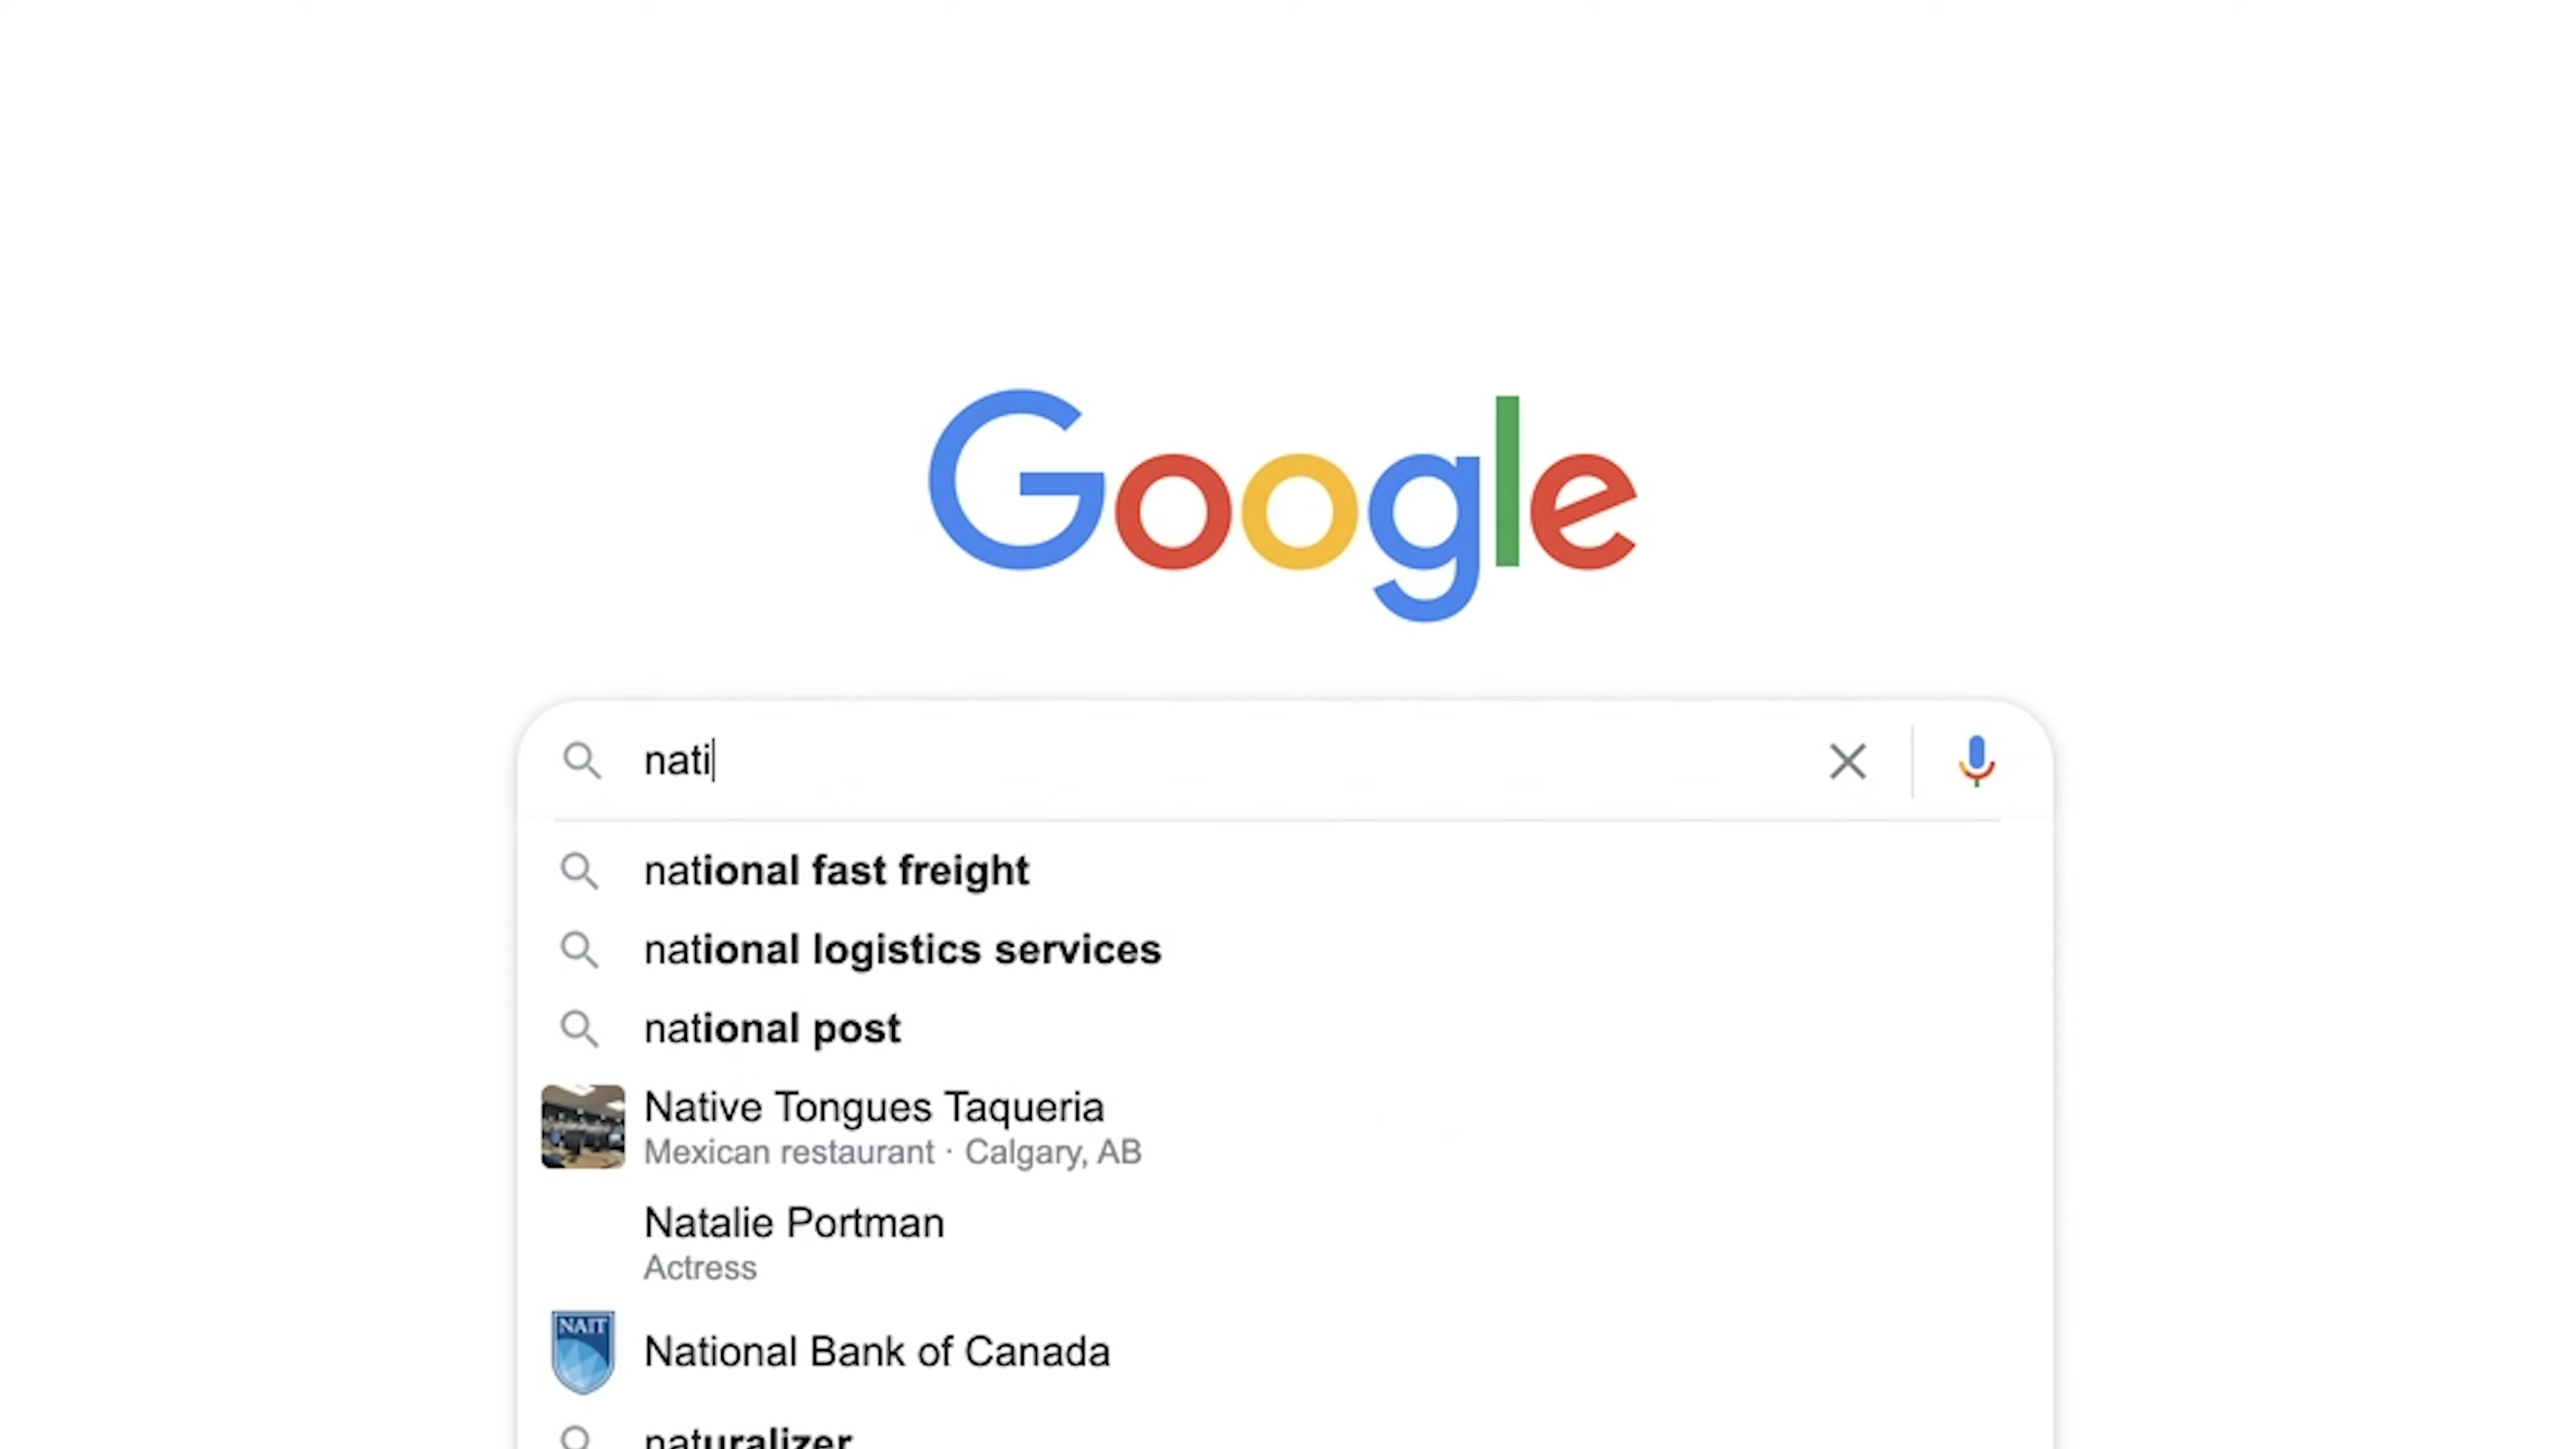 Google
nati
national fast freight
national logistics services
national post
Native Tongues Taqueria
Mexican restaurant · Calgary, AB
Natalie Portman
Actress
NAIT
National Bank of Canada
naturalizer